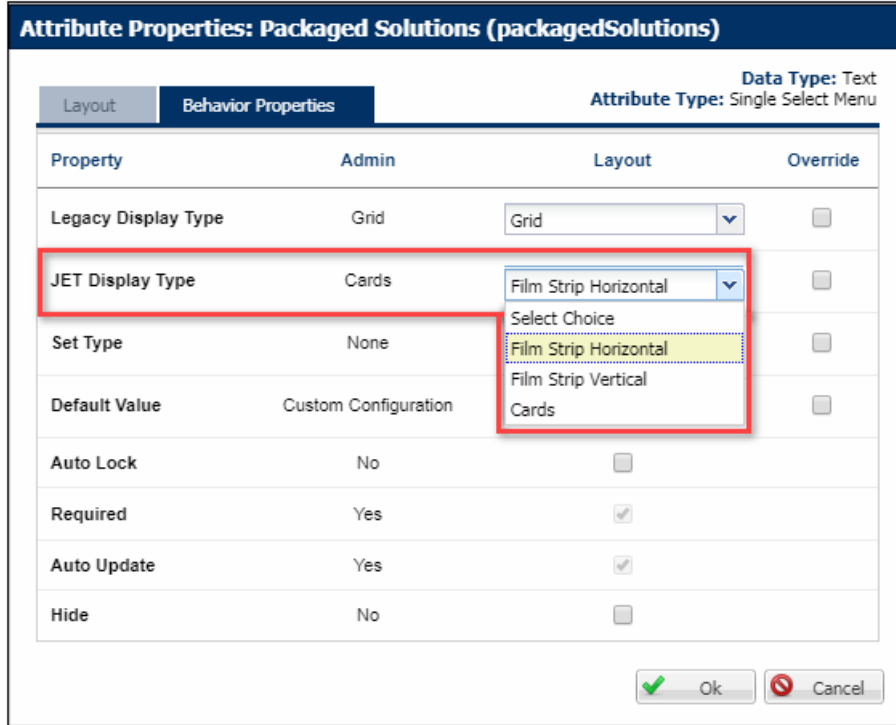 Attribute Properties: Packaged Solutions (packagedSolutions)
Data Type: Text
Layout Behavior Properties Attribute Type: Single Select Menu
Property Admin Layout Override
Legacy Display Type Grid Grid
JET Display Type Cards Film Strip Horizontal
Select Choice
Set Type None Film Strip Horizontal
Film Strip Vertical
Default Value Custom Configuration Cards
Auto Lock No
Required Yes
Auto Update Yes
Hide No
Ok Cancel